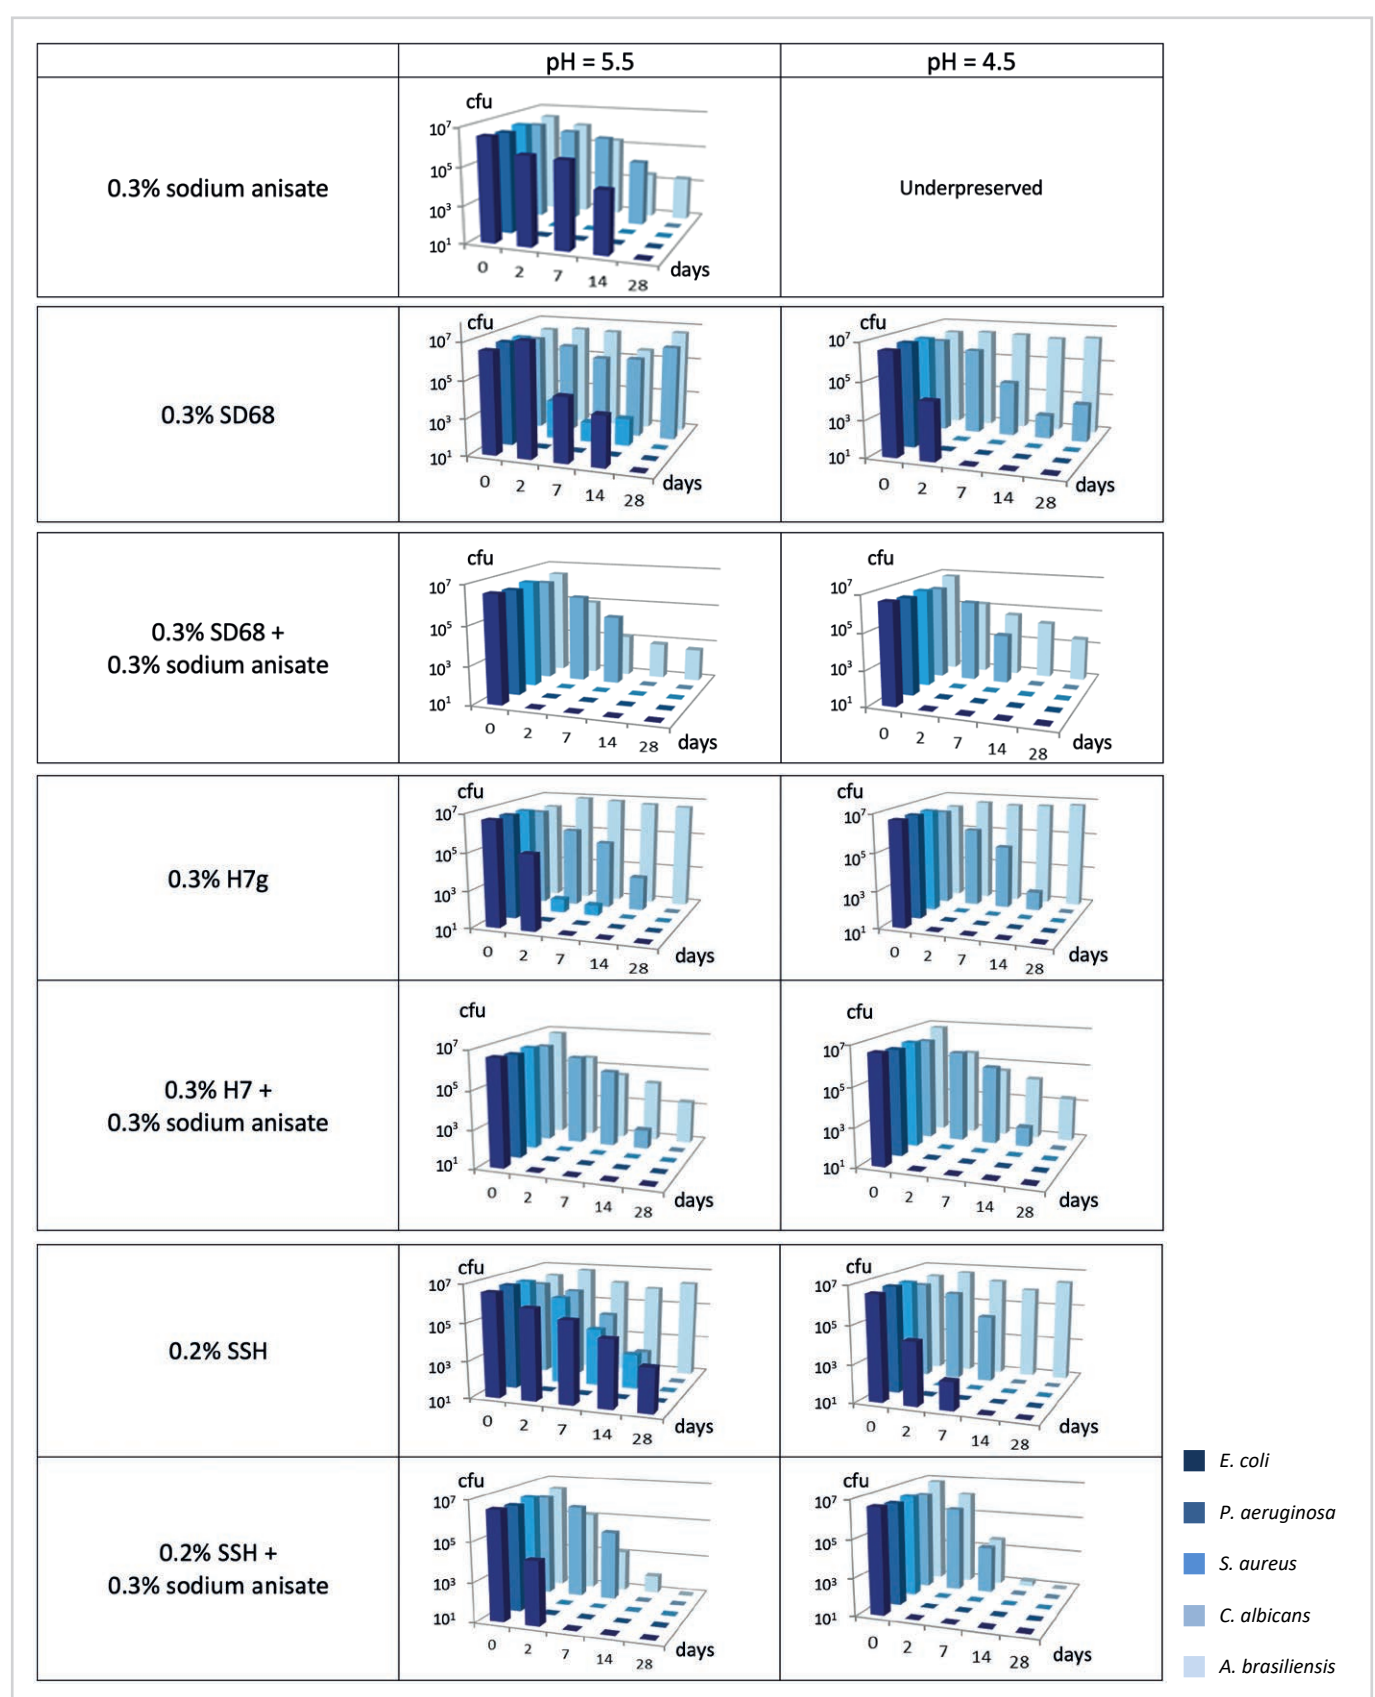 pH = 5.5
pH = 4.5
0.3% sodium anisate
cfu
10⁷
10⁵
10³
10¹
0 2 7 14 28
days
Underpreserved
0.3% SD68
cfu
10⁷
10⁵
10³
10¹
0 2 7 14 28
days
cfu
10⁷
10⁵
10³
10¹
0 2 7 14 28
days
0.3% SD68 +
0.3% sodium anisate
cfu
10⁷
10⁵
10³
10¹
0 2 7 14 28
days
cfu
10⁷
10⁵
10³
10¹
0 2 7 14 28
days
0.3% H7g
cfu
10⁷
10⁵
10³
10¹
0 2 7 14 28
days
cfu
10⁷
10⁵
10³
10¹
0 2 7 14 28
days
0.3% H7 +
0.3% sodium anisate
cfu
10⁷
10⁵
10³
10¹
0 2 7 14 28
days
cfu
10⁷
10⁵
10³
10¹
0 2 7 14 28
days
0.2% SSH
cfu
10⁷
10⁵
10³
10¹
0 2 7 14 28
days
cfu
10⁷
10⁵
10³
10¹
0 2 7 14 28
days
0.2% SSH +
0.3% sodium anisate
cfu
10⁷
10⁵
10³
10¹
0 2 7 14 28
days
cfu
10⁷
10⁵
10³
10¹
0 2 7 14 28
days
E. coli
P. aeruginosa
S. aureus
C. albicans
A. brasiliensis